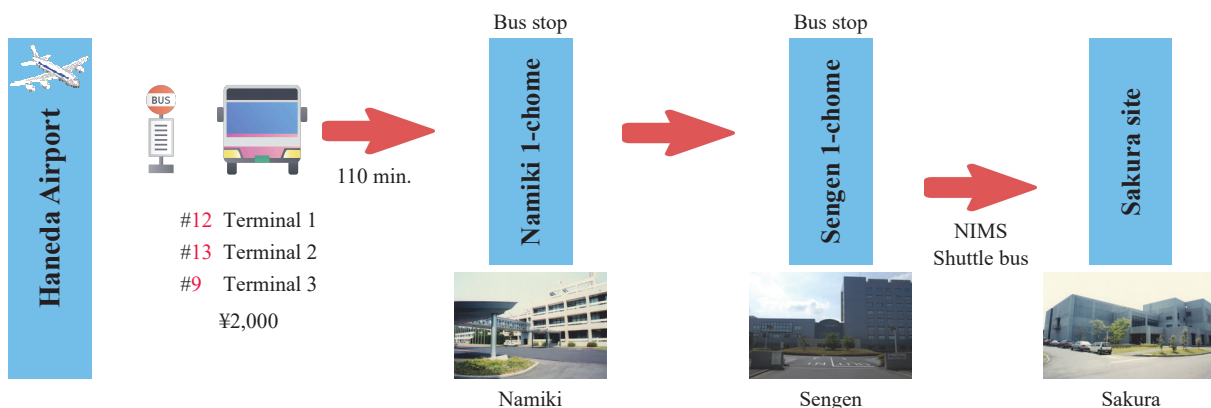 Haneda Airport
BUS
#12 Terminal 1
#13 Terminal 2
#9 Terminal 3
¥2,000
110 min.
Bus stop
Namiki 1-chome
Namiki
Bus stop
Sengen 1-chome
Sengen
NIMS
Shuttle bus
Sakura site
Sakura